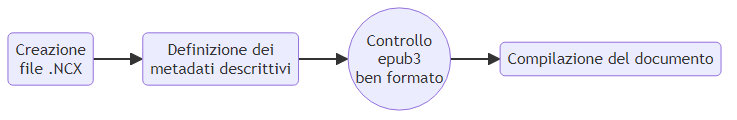 Creazione
file .NCX
Definizione dei
metadati descrittivi
Controllo
epub3
ben formato
Compilazione del documento